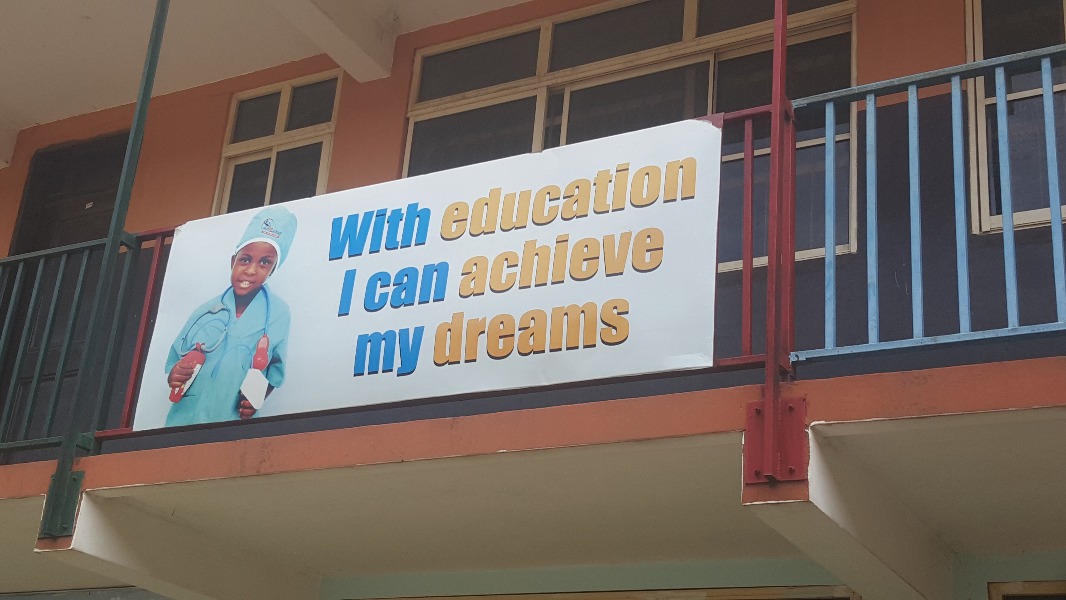 With education
I can achieve
my dreams